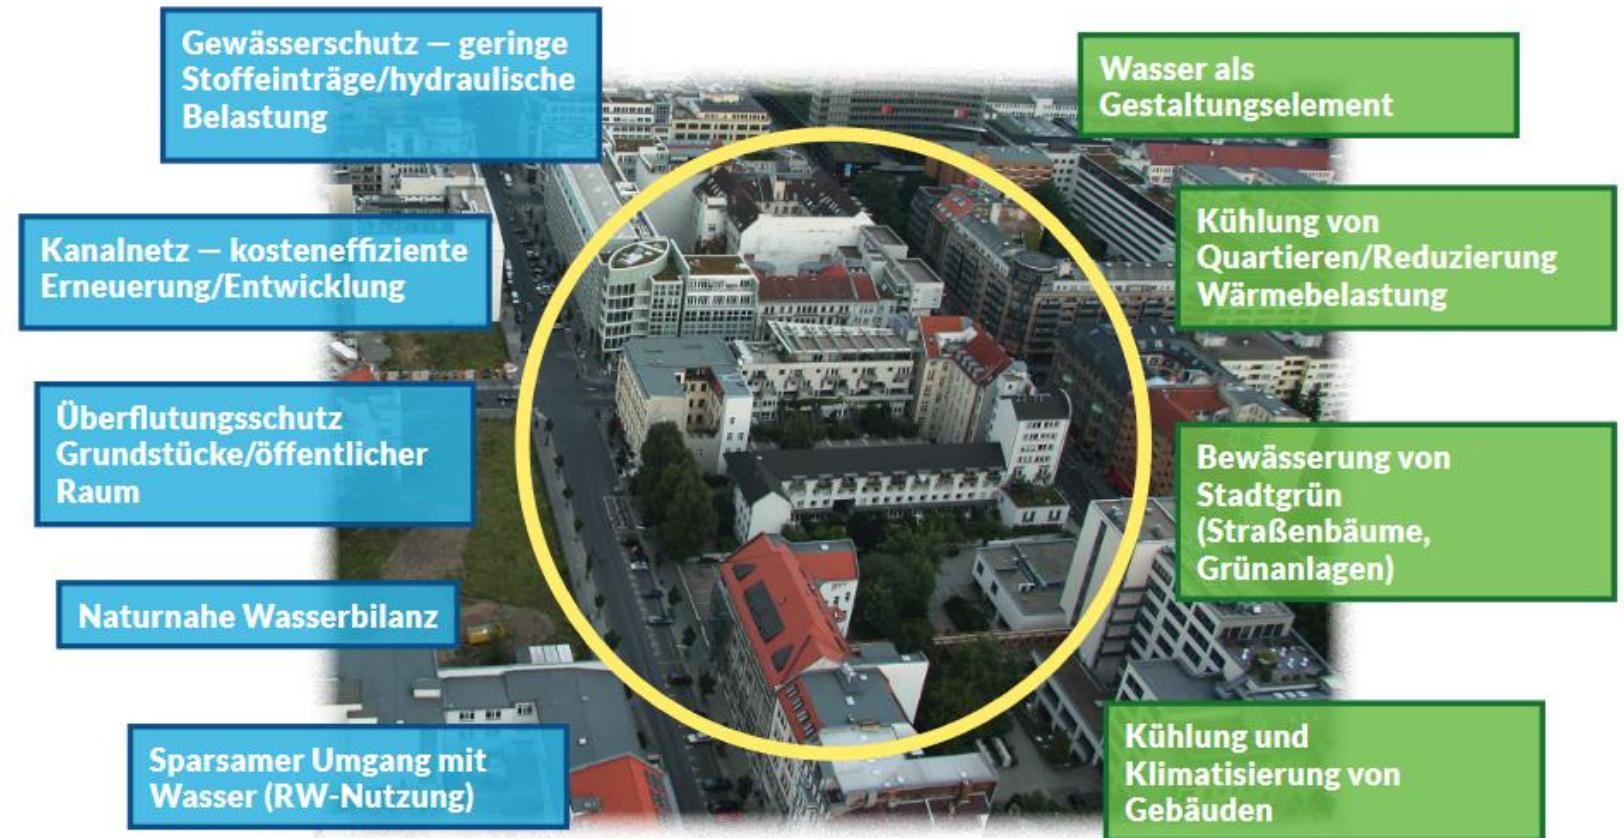 Gewässerschutz – geringe
Stoffeinträge/hydraulische
Belastung
Kanalnetz – kosteneffiziente
Erneuerung/Entwicklung
Überflutungsschutz
Grundstücke/öffentlicher
Raum
Naturnahe Wasserbilanz
Sparsamer Umgang mit
Wasser (RW-Nutzung)
Wasser als
Gestaltungselement
Kühlung von
Quartieren/Reduzierung
Wärmebelastung
Bewässerung von
Stadtgrün
(Straßenbäume,
Grünanlagen)
Kühlung und
Klimatisierung von
Gebäuden